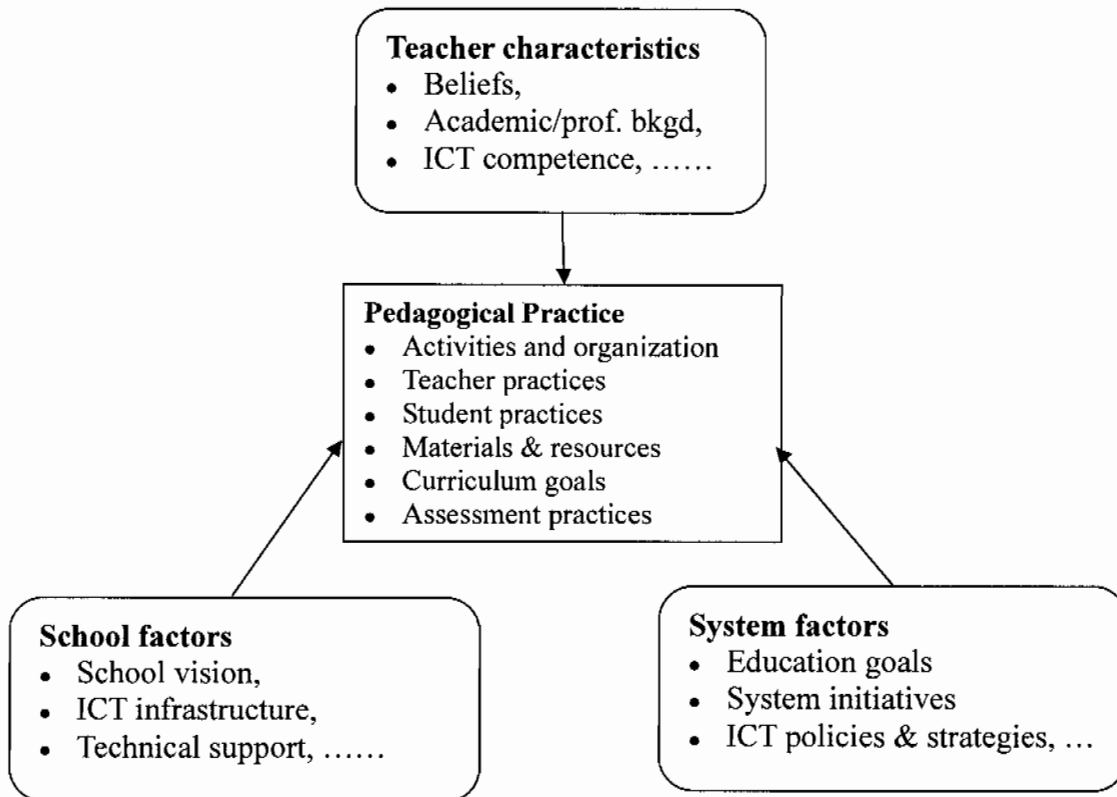 Teacher characteristics
• Beliefs,
• Academic/prof. bkgd,
• ICT competence, ……
Pedagogical Practice
• Activities and organization
• Teacher practices
• Student practices
• Materials & resources
• Curriculum goals
• Assessment practices
School factors
• School vision,
• ICT infrastructure,
• Technical support, ……
System factors
• Education goals
• System initiatives
• ICT policies & strategies, …